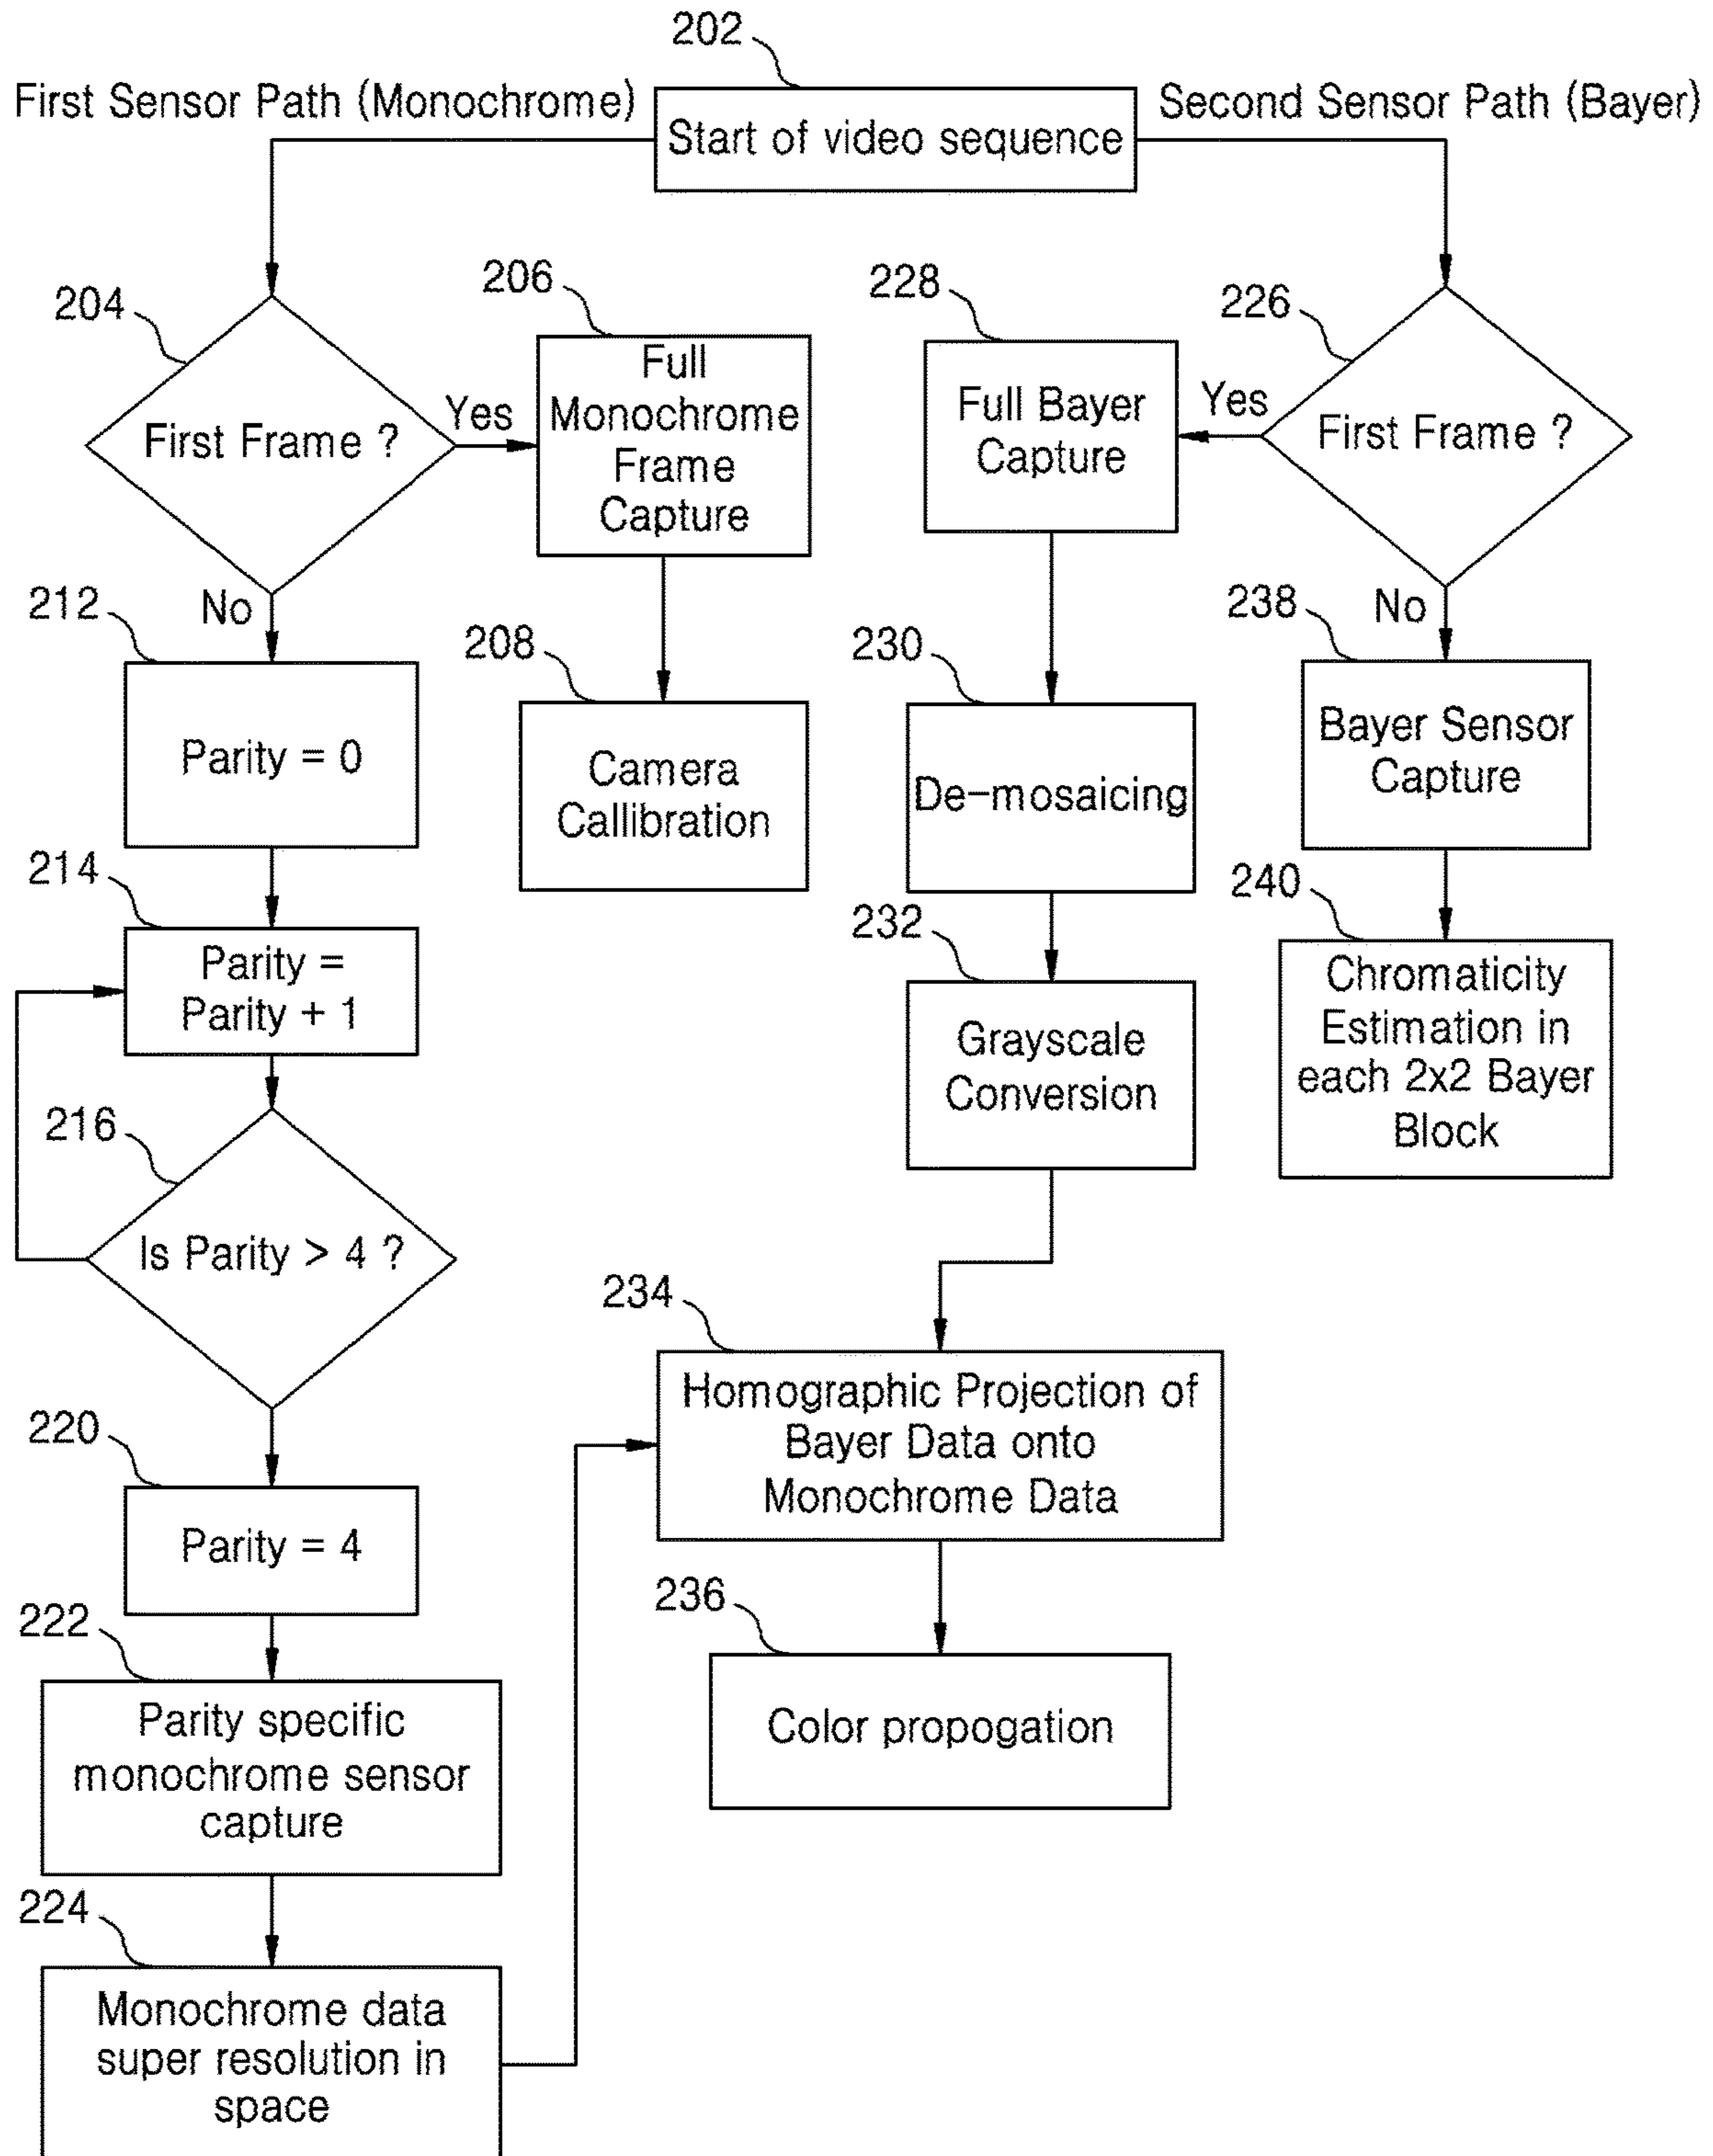 202
First Sensor Path (Monochrome)
Start of video sequence
Second Sensor Path (Bayer)
204
First Frame ?
Yes
No
206
Full
Monochrome
Frame
Capture
208
Camera
Callibration
212
Parity = 0
214
Parity =
Parity + 1
216
Is Parity > 4 ?
220
Parity = 4
222
Parity specific
monochrome sensor
capture
224
Monochrome data
super resolution in
space
226
First Frame ?
Yes
No
228
Full Bayer
Capture
230
De-mosaicing
232
Grayscale
Conversion
234
Homographic Projection of
Bayer Data onto
Monochrome Data
236
Color propogation
238
Bayer Sensor
Capture
240
Chromaticity
Estimation in
each 2x2 Bayer
Block